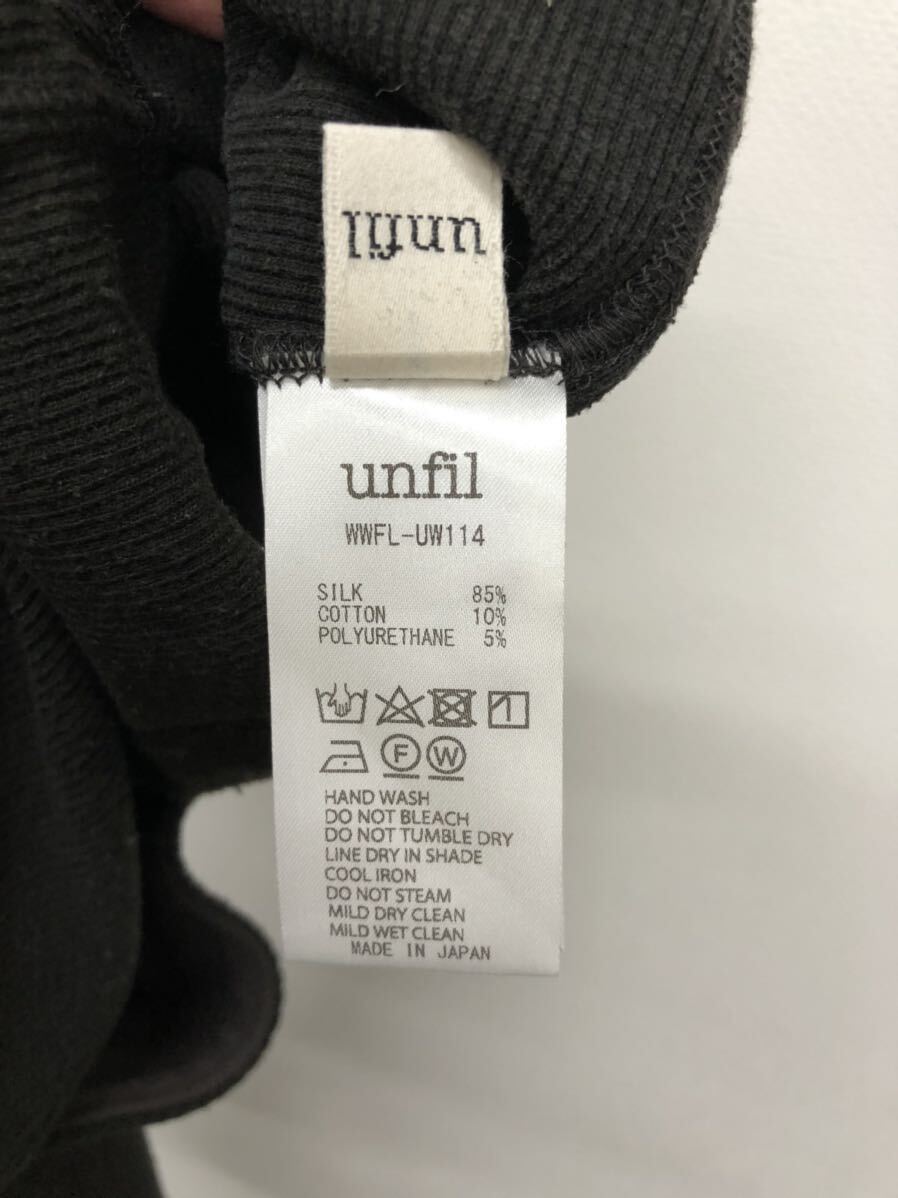 unfil
unfil
WWFL-UW114
SILK 85%
COTTON 10%
POLYURETHANE 5%
F W
HAND WASH
DO NOT BLEACH
DO NOT TUMBLE DRY
LINE DRY IN SHADE
COOL IRON
DO NOT STEAM
MILD DRY CLEAN
MILD WET CLEAN
MADE IN JAPAN